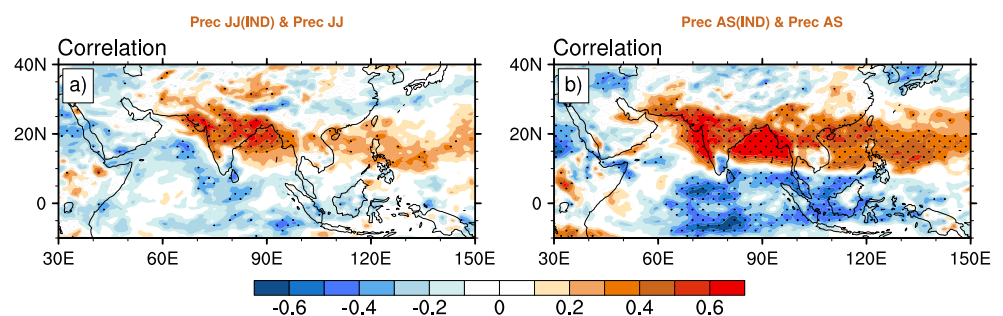 Prec JJ(IND) & Prec JJ
Prec AS(IND) & Prec AS
Correlation
Correlation
40N
20N
0
a)
30E 60E 90E 120E 150E
40N
20N
0
b)
30E 60E 90E 120E 150E
-0.6 -0.4 -0.2 0 0.2 0.4 0.6